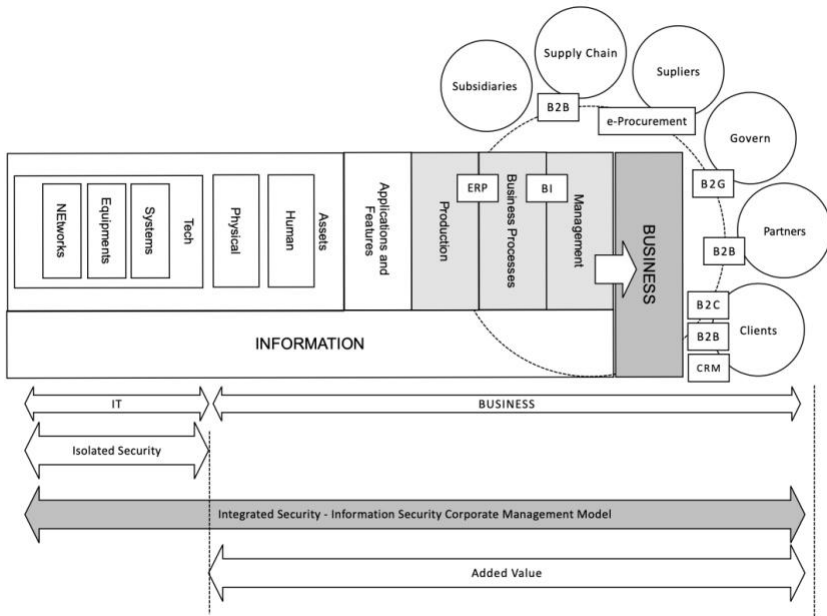 Supply Chain
Subsidiaries
Supliers
B2B
e-Procurement
Govern
B2G
Partners
B2B
B2C
Clients
B2B
CRM
NEtworks
Equipments
Systems
Tech
Physical
Human
Assets
Applications and
Features
Production
ERP
Business Processes
BI
Management
BUSINESS
INFORMATION
IT
BUSINESS
Isolated Security
Integrated Security - Information Security Corporate Management Model
Added Value